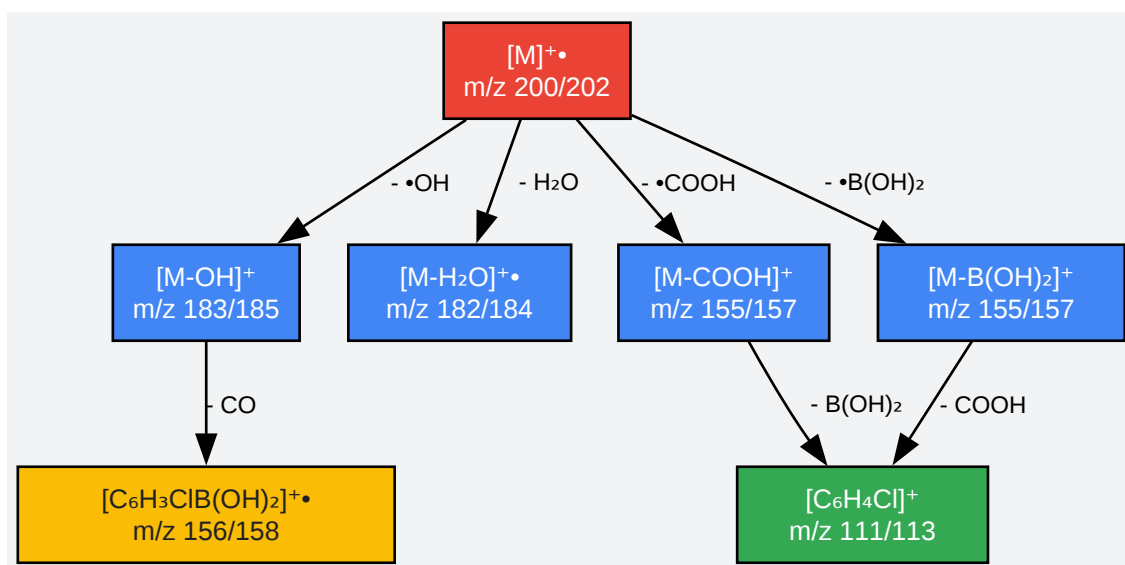 [M]⁺•
m/z 200/202
- •OH
- H₂O
- •COOH
- •B(OH)₂
[M-OH]⁺
m/z 183/185
[M-H₂O]⁺•
m/z 182/184
[M-COOH]⁺
m/z 155/157
[M-B(OH)₂]⁺
m/z 155/157
- CO
- B(OH)₂
- COOH
[C₆H₃ClB(OH)₂]⁺•
m/z 156/158
[C₆H₄Cl]⁺
m/z 111/113